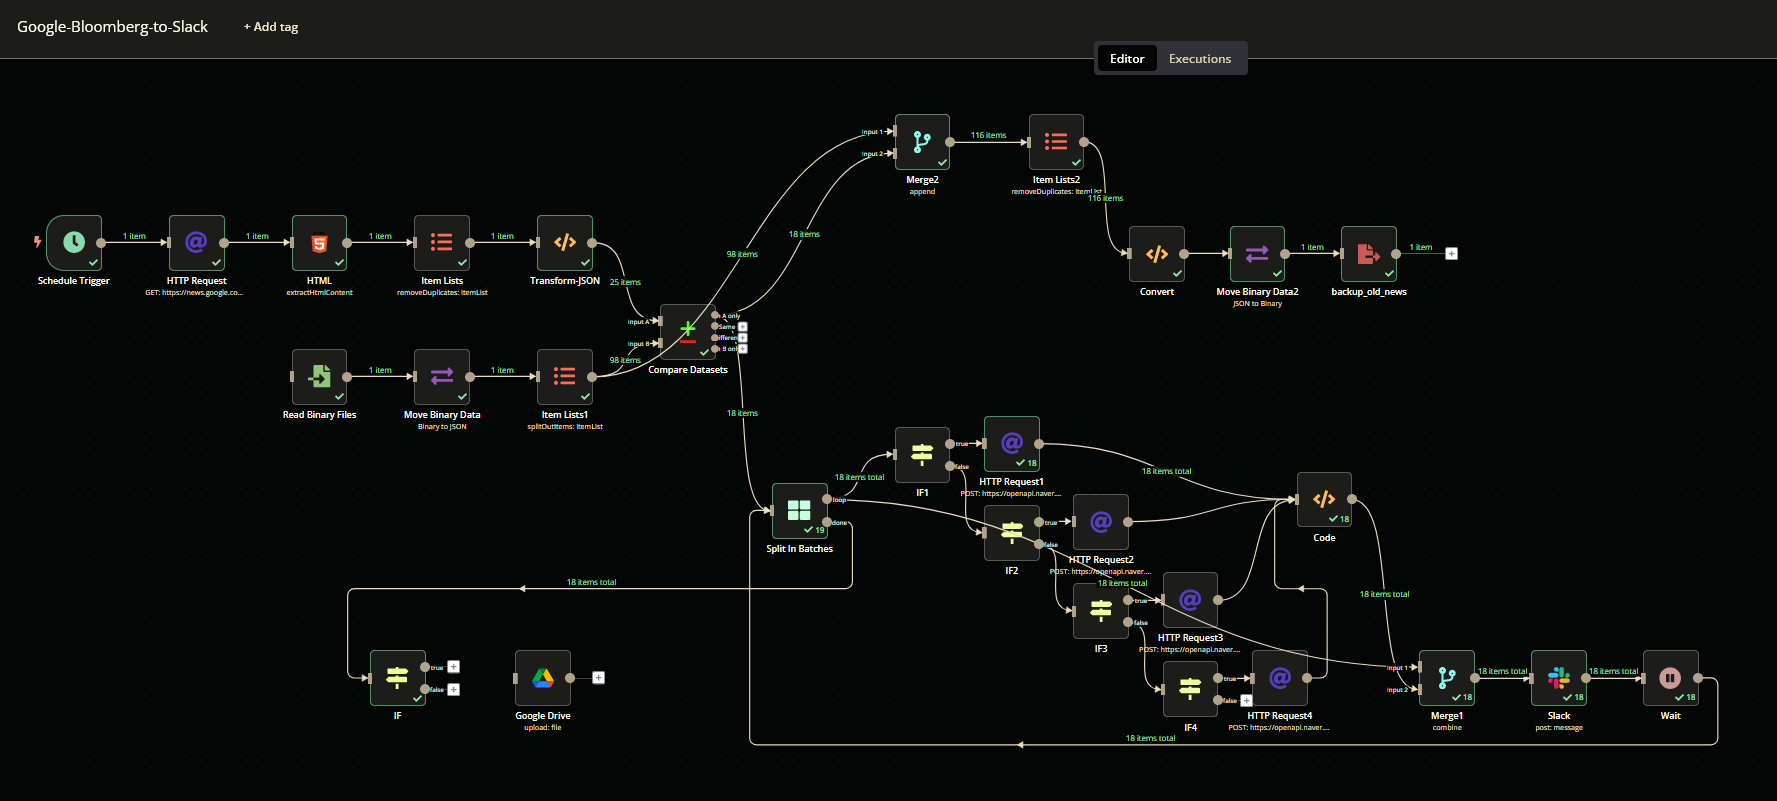 Google-Bloomberg-to-Slack
+ Add tag
Editor
Executions
Input 1
Input 2
Merge2
append
116 items
Item Lists2
removeDuplicates: itemList
116 items
Schedule Trigger
1 item
HTTP Request
GET: https://news.google.co...
1 item
HTML
extractHtmlContent
1 item
Item Lists
removeDuplicates: itemList
1 item
Transform-JSON
25 items
98 items
18 items
Convert
Move Binary Data2
JSON to Binary
1 item
backup_old_news
1 item
Input A
Input B
A only
Same
B only
Compare Datasets
98 items
Read Binary Files
1 item
Move Binary Data
Binary to JSON
1 item
Item Lists1
splitOutItems: itemList
18 items
18 items total
IF1
true
false
18
HTTP Request1
POST: https://openapi.naver....
18 items total
loop
done
19
Split In Batches
18
Code
IF2
true
false
HTTP Request2
POST: https://openapi.naver....
18 items total
18 items total
18 items total
IF3
true
false
HTTP Request3
POST: https://openapi.naver....
IF
true
false
Google Drive
upload: file
IF4
true
false
HTTP Request4
POST: https://openapi.naver....
Input 1
Input 2
18
Merge1
combine
18 items total
18
Slack
post: message
18 items total
18
Wait
18 items total